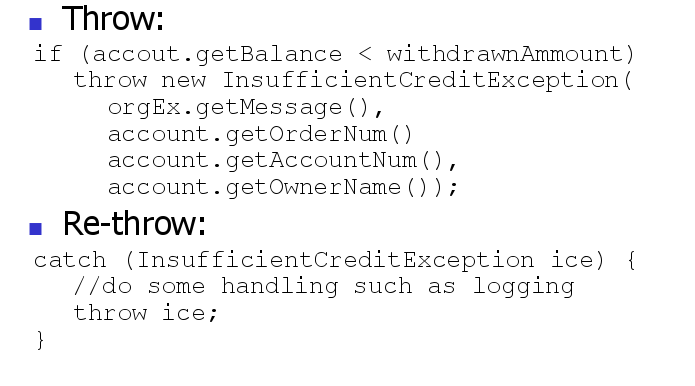 Throw:
if (accout.getBalance < withdrawnAmmount)
throw new InsufficientCreditException(
orgEx.getMessage(),
account.getOrderNum()
account.getAccountNum(),
account.getOwnerName());
Re-throw:
catch (InsufficientCreditException ice) {
//do some handling such as logging
throw ice;
}